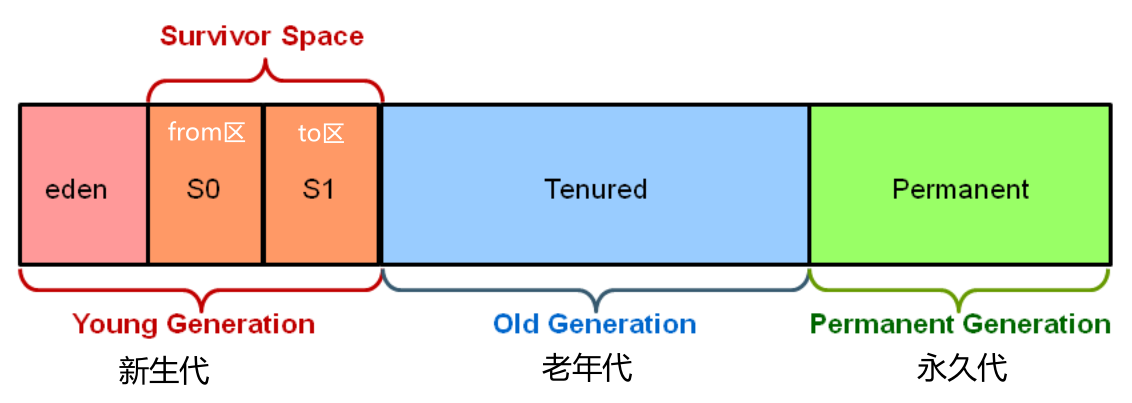 Survivor Space
from区
to区
eden
S0
S1
Tenured
Permanent
Young Generation
Old Generation
Permanent Generation
新生代
老年代
永久代